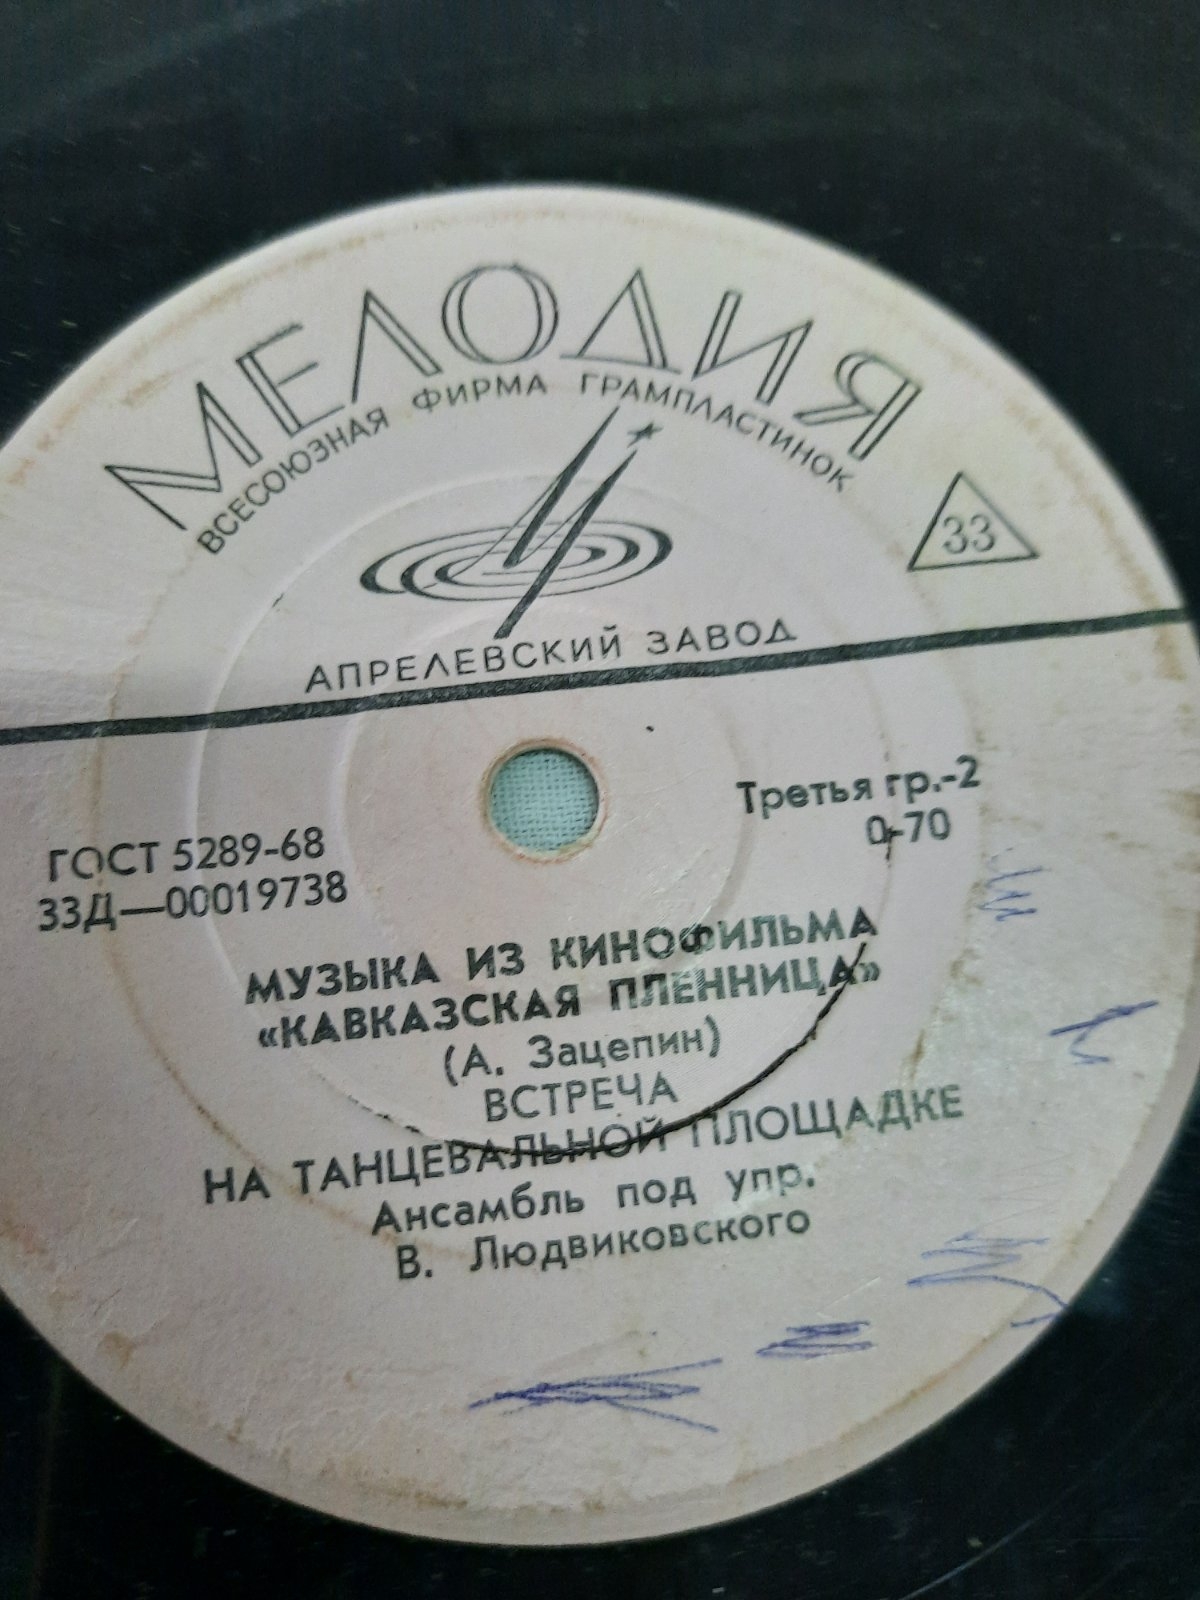 МЕЛОДИЯ
ВСЕСОЮЗНАЯ ФИРМА ГРАМПЛАСТИНОК
33
АПРЕЛЕВСКИЙ ЗАВОД
Третья гр.-2
0-70
ГОСТ 5289-68
33Д—00019738
МУЗЫКА ИЗ КИНОФИЛЬМА
«КАВКАЗСКАЯ ПЛЕННИЦА»
(А. Зацепин)
ВСТРЕЧА
НА ТАНЦЕВАЛЬНОЙ ПЛОЩАДКЕ
Ансамбль под упр.
В. Людвиковского